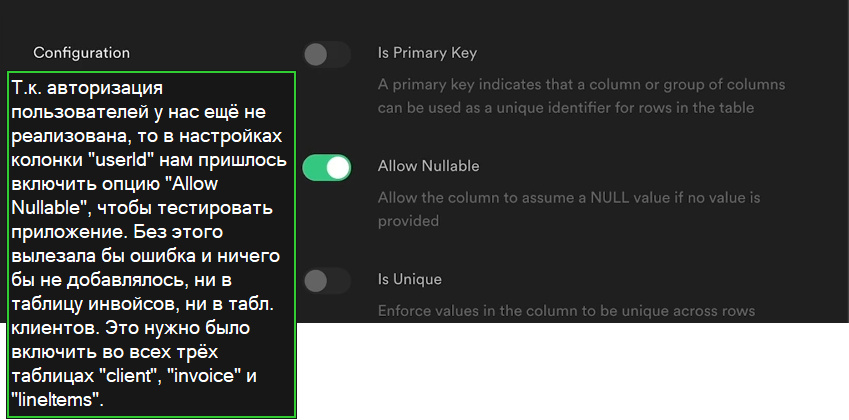 Configuration
Т.к. авторизация
пользователей у нас ещё не
реализована, то в настройках
колонки "userId" нам пришлось
включить опцию "Allow
Nullable", чтобы тестировать
приложение. Без этого
вылезала бы ошибка и ничего
бы не добавлялось, ни в
таблицу инвойсов, ни в табл.
клиентов. Это нужно было
включить во всех трёх
таблицах "client", "invoice" и
"lineItems".
Is Primary Key
A primary key indicates that a column or group of columns
can be used as a unique identifier for rows in the table
Allow Nullable
Allow the column to assume a NULL value if no value is
provided
Is Unique
Enforce values in the column to be unique across rows